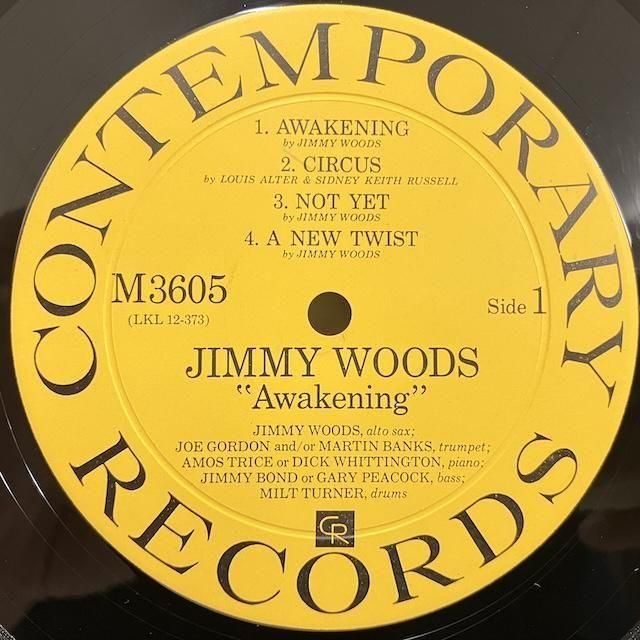 CONTEMPORARY
1. AWAKENING
by JIMMY WOODS
2. CIRCUS
by LOUIS ALTER & SIDNEY KEITH RUSSELL
3. NOT YET
by JIMMY WOODS
4. A NEW TWIST
by JIMMY WOODS
M3605
(LKL 12-373)
Side 1
JIMMY WOODS
"Awakening"
JIMMY WOODS, alto sax;
JOE GORDON and/or MARTIN BANKS, trumpet;
AMOS TRICE or DICK WHITTINGTON, piano;
JIMMY BOND or GARY PEACOCK, bass;
MILT TURNER, drums
CR
RECORDS